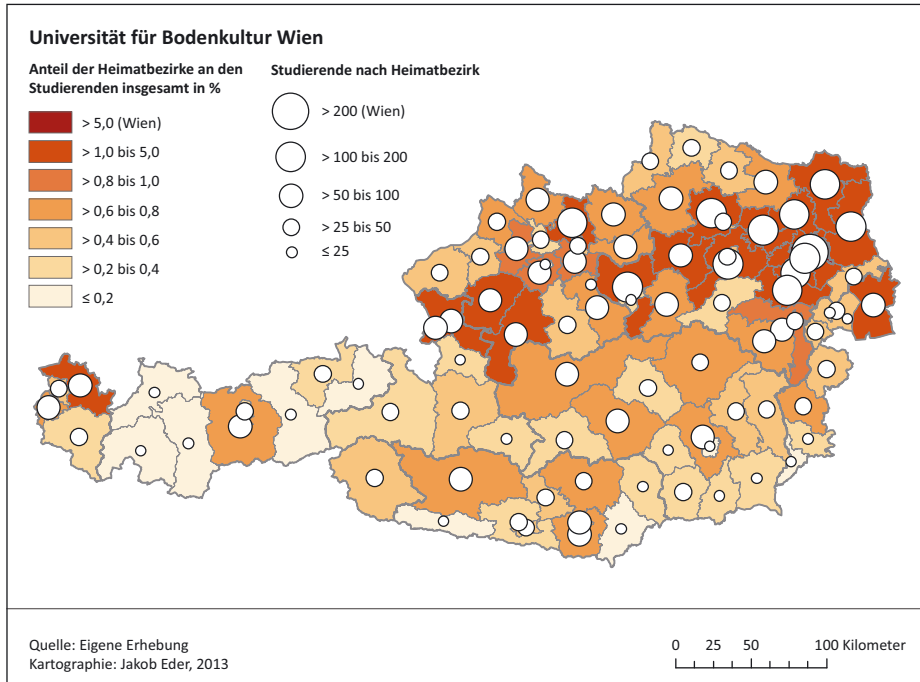 Universität für Bodenkultur Wien
Anteil der Heimatbezirke an den
Studierenden insgesamt in %
> 5,0 (Wien)
> 1,0 bis 5,0
> 0,8 bis 1,0
> 0,6 bis 0,8
> 0,4 bis 0,6
> 0,2 bis 0,4
≤ 0,2
Studierende nach Heimatbezirk
> 200 (Wien)
> 100 bis 200
> 50 bis 100
> 25 bis 50
≤ 25
Quelle: Eigene Erhebung
Kartographie: Jakob Eder, 2013
0 25 50 100 Kilometer